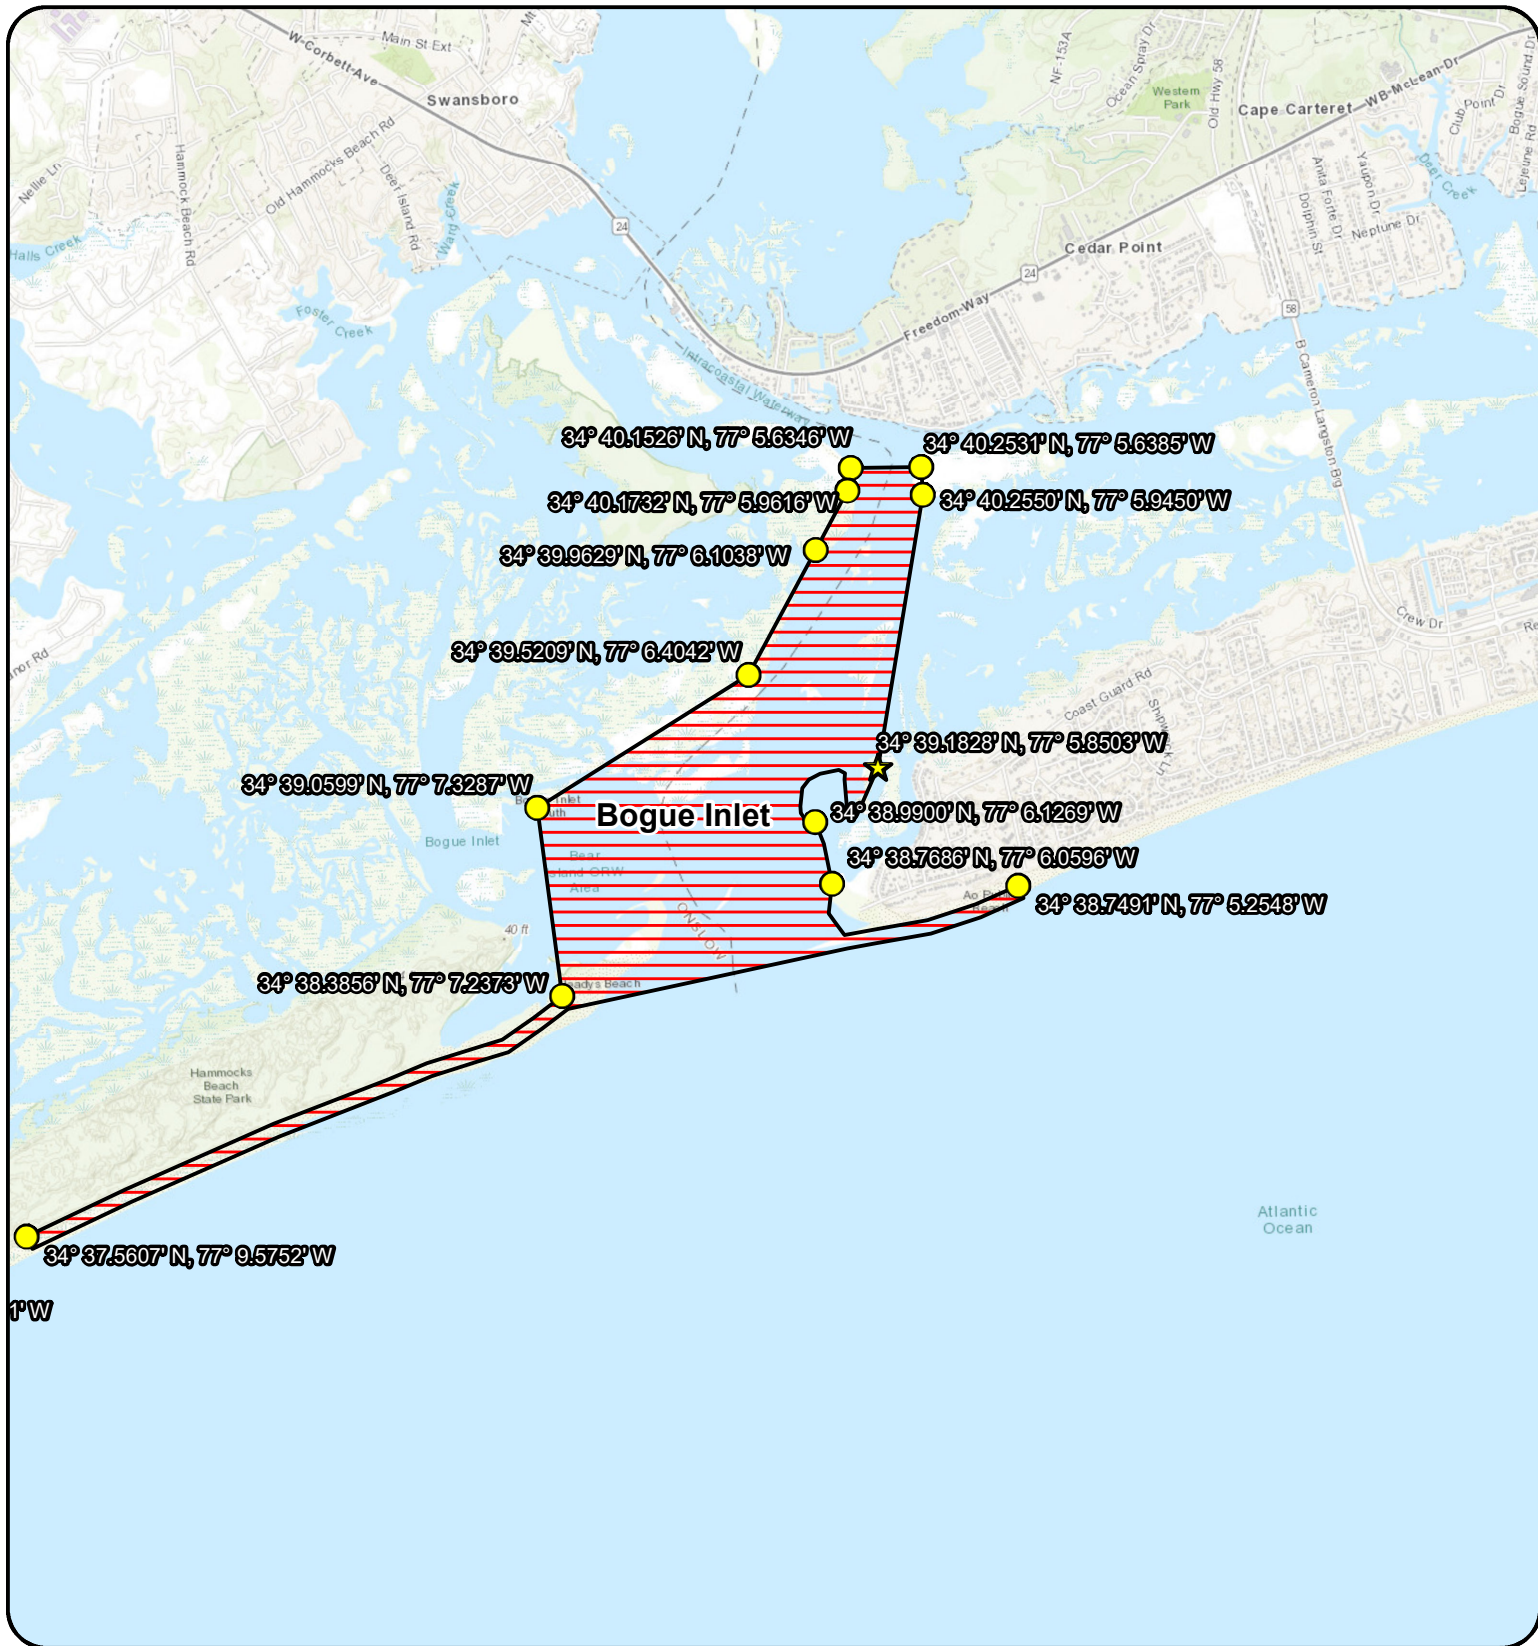 Main St Ext
W-Corbett-Ave
Swansboro
NF-153A
Ocean Spray Dr
Western
Park
Old Hwy 58
Cape Carteret
WB-McLean-Dr
Club Point Dr
Bogue Sound Dr
Lejeune Rd
Nellie Ln
Hammock Beach Rd
Old Hammocks Beach Rd
Deer Island Rd
Ward Creek
Halls Creek
24
Anita Forte Dr
Yaupon Dr
Dolphin St
Neptune Dr
Deer Creek
Cedar Point
24
Freedom-Way
58
B Cameron Langston Brg
Foster Creek
Intracoastal Waterway
34° 40.1526' N, 77° 5.6346' W
34° 40.2531' N, 77° 5.6385' W
34° 40.1732' N, 77° 5.9616' W
34° 40.2550' N, 77° 5.9450' W
34° 39.9629' N, 77° 6.1038' W
Crew Dr
34° 39.5209' N, 77° 6.4042' W
Coast Guard Rd
Shipwreck Ln
34° 39.1828' N, 77° 5.8503' W
34° 39.0599' N, 77° 7.3287' W
Bogue Inlet
34° 38.9900' N, 77° 6.1269' W
Bogue Inlet
Bear
Island ORW
Area
34° 38.7686' N, 77° 6.0596' W
34° 38.7491' N, 77° 5.2548' W
ONSLOW
40 ft
34° 38.3856' N, 77° 7.2373' W
Beach
Hammocks
Beach
State Park
Atlantic
Ocean
34° 37.5607' N, 77° 9.5752' W
1' W